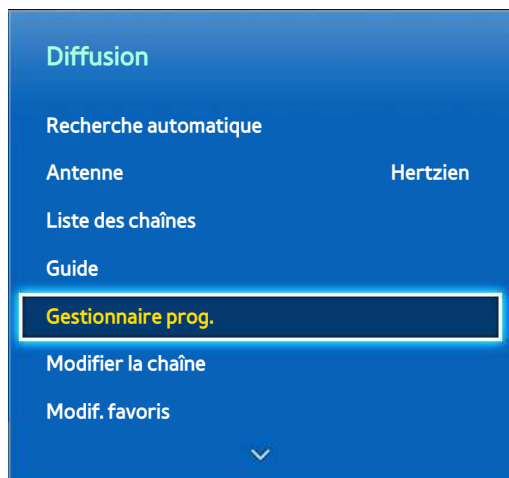 Diffusion
Recherche automatique
Antenne Hertzien
Liste des chaînes
Guide
Gestionnaire prog.
Modifier la chaîne
Modif. favoris